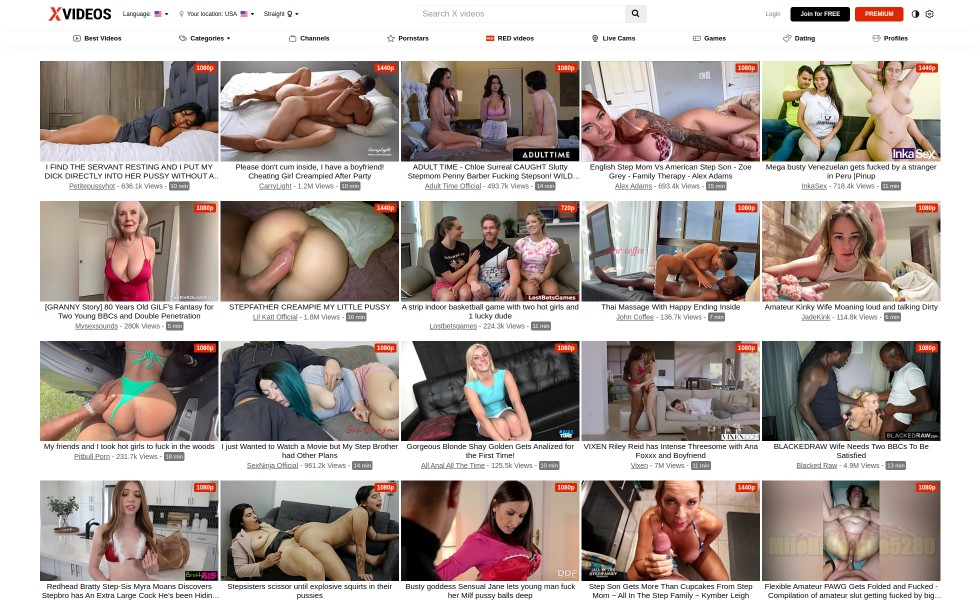 XVIDEOS
Language:
Your location: USA
Straight
Search X videos
Login
Join for FREE
PREMIUM
Best Videos
Categories
Channels
Pornstars
RED videos
Live Cams
Games
Dating
Profiles
1080p
1440p
1080p
ADULTTIME
1080p
1440p
InkaSex
I FIND THE SERVANT RESTING AND I PUT MY
DICK DIRECTLY INTO HER PUSSY WITHOUT A..
Petitepussyhot - 636.1k Views - 10 min
Please don't cum inside, I have a boyfriend!
Cheating Girl Creampied After Party
CarryLight - 1.2M Views - 10 min
ADULT TIME - Chloe Surreal CAUGHT Slutty
Stepmom Penny Barber Fucking Stepson! WILD...
Adult Time Official - 493.7k Views - 14 min
English Step Mom Vs American Step Son - Zoe
Grey - Family Therapy - Alex Adams
Alex Adams - 693.4k Views - 15 min
Mega busty Venezuelan gets fucked by a stranger
in Peru |Pinup
InkaSex - 718.4k Views - 11 min
1080p
1440p
720p
LostBetsGames
1080p
1080p
[GRANNY Story] 80 Years Old GILF's Fantasy for
Two Young BBCs and Double Penetration
Mysexsounds - 280k Views - 5 min
STEPFATHER CREAMPIE MY LITTLE PUSSY
Lil Katt Official - 1.8M Views - 10 min
A strip indoor basketball game with two hot girls and
1 lucky dude
Lostbetsgames - 224.3k Views - 11 min
Thai Massage With Happy Ending Inside
John Coffee - 136.7k Views - 7 min
Amateur Kinky Wife Moaning loud and talking Dirty
JadeKink - 114.8k Views - 6 min
1080p
1080p
1080p
1080p
VIXEN
1080p
BLACKEDRAW
My friends and I took hot girls to fuck in the woods
Pitbull Porn - 231.7k Views - 18 min
I just Wanted to Watch a Movie but My Step Brother
had Other Plans
SexNinja Official - 961.2k Views - 14 min
Gorgeous Blonde Shay Golden Gets Analized for
the First Time!
All Anal All The Time - 125.5k Views - 10 min
VIXEN Riley Reid has Intense Threesome with Ana
Foxxx and Boyfriend
Vixen - 7M Views - 11 min
BLACKEDRAW Wife Needs Two BBCs To Be
Satisfied
Blacked Raw - 4.9M Views - 13 min
1080p
1080p
1080p
DDF
1440p
1080p
Redhead Bratty Step-Sis Myra Moans Discovers
Stepbro has An Extra Large Cock He's been Hidin...
Stepsisters scissor until explosive squirts in their
pussies
Busty goddess Sensual Jane lets young man fuck
her Milf pussy balls deep
Step Son Gets More Than Cupcakes From Step
Mom ~ All In The Step Family ~ Kymber Leigh
Flexible Amateur PAWG Gets Folded and Fucked -
Compilation of amateur slut getting fucked by big...